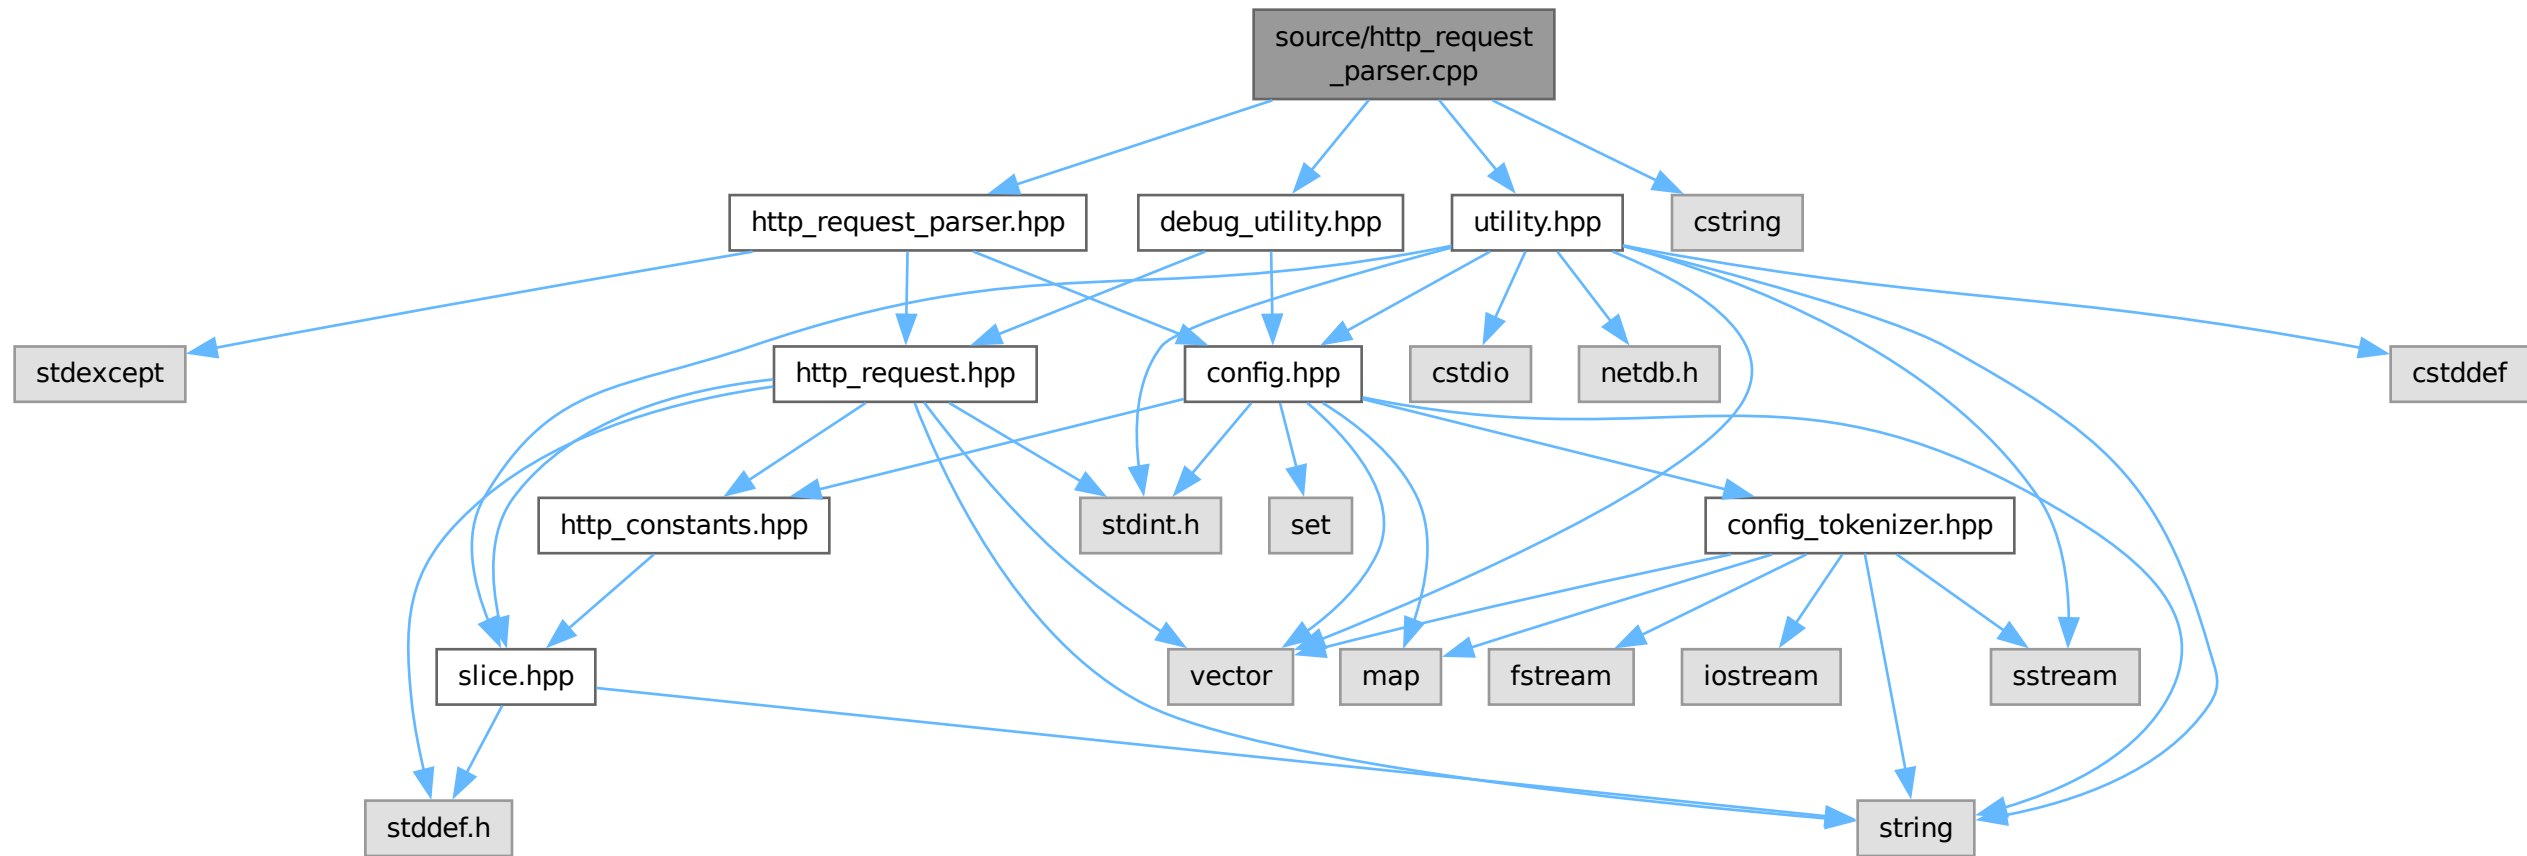 source/http_request
_parser.cpp
http_request_parser.hpp
debug_utility.hpp
utility.hpp
cstring
stdexcept
http_request.hpp
config.hpp
cstdio
netdb.h
cstddef
http_constants.hpp
stdint.h
set
config_tokenizer.hpp
slice.hpp
vector
map
fstream
iostream
sstream
stddef.h
string